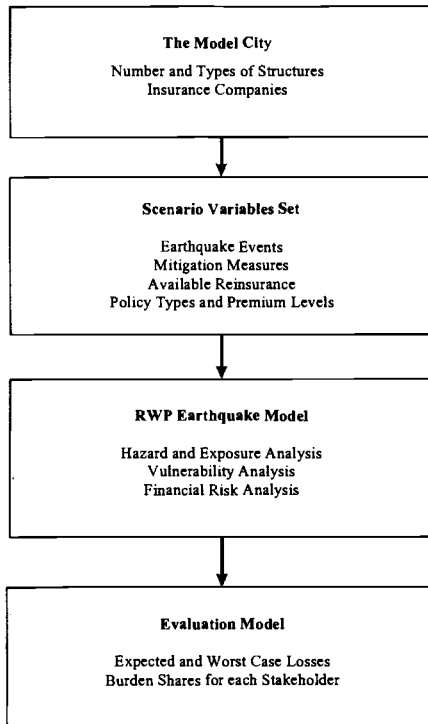 The Model City
Number and Types of Structures
Insurance Companies
Scenario Variables Set
Earthquake Events
Mitigation Measures
Available Reinsurance
Policy Types and Premium Levels
RWP Earthquake Model
Hazard and Exposure Analysis
Vulnerability Analysis
Financial Risk Analysis
Evaluation Model
Expected and Worst Case Losses
Burden Shares for each Stakeholder